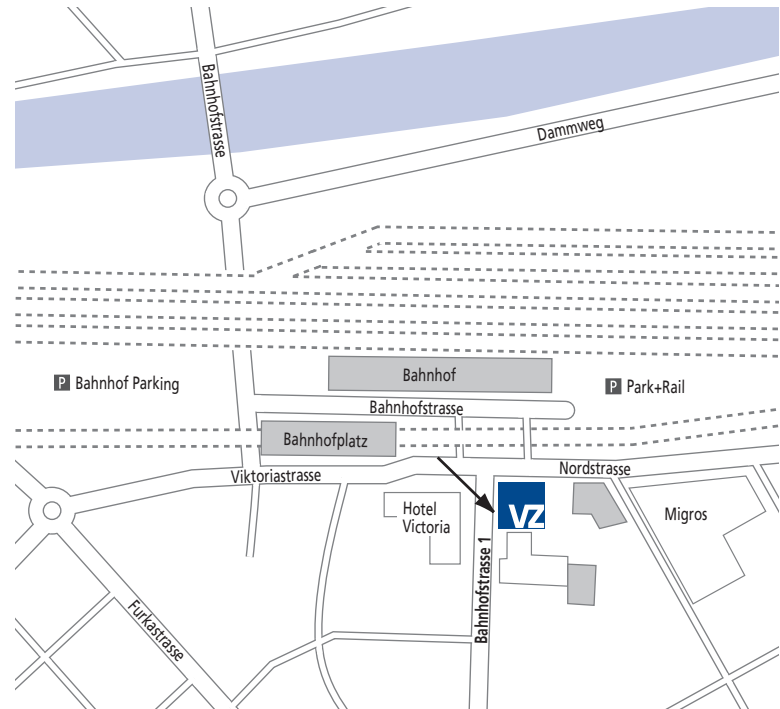 Bahnhofstrasse
Dammweg
P Bahnhof Parking
Bahnhof
P Park+Rail
Bahnhofstrasse
Bahnhofplatz
Viktoriastrasse
Nordstrasse
Hotel
Victoria
VZ
Migros
Bahnhofstrasse 1
Furkastrasse